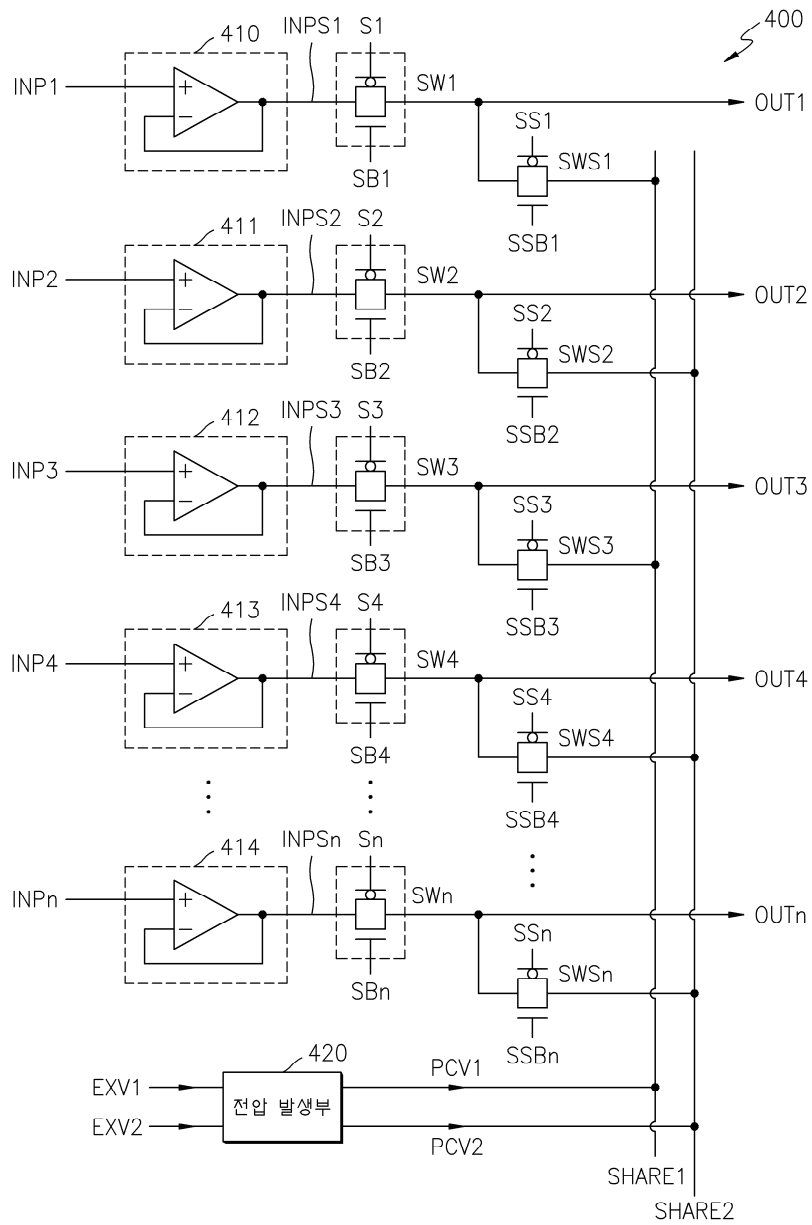 400
410 INPS1 S1
INP1 + − SW1 OUT1
SS1
SWS1
SB1
SSB1
411 INPS2 S2
INP2 + − SW2 OUT2
SS2
SWS2
SB2
SSB2
412 INPS3 S3
INP3 + − SW3 OUT3
SS3
SWS3
SB3
SSB3
413 INPS4 S4
INP4 + − SW4 OUT4
SS4
SWS4
SB4
SSB4
414 INPSn Sn
INPn + − SWn OUTn
SSn
SWSn
SBn
SSBn
420
EXV1 PCV1
전압 발생부
EXV2 PCV2
SHARE1
SHARE2